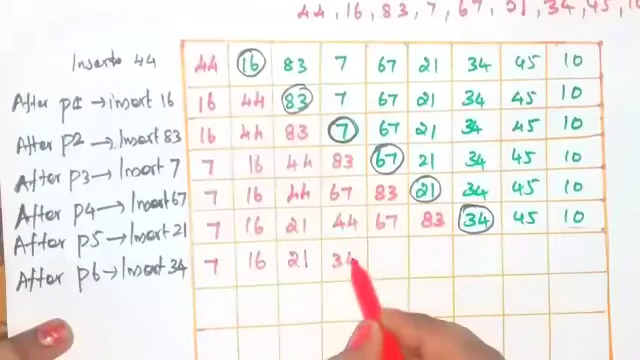 44, 16, 83, 7, 67, 21, 34, 45, 10
Inserts 44 44 16 83 7 67 21 34 45 10
After p1 → insert 16 16 44 83 7 67 21 34 45 10
After p2 → Insert 83 16 44 83 7 67 21 34 45 10
After p3 → Insert 7 7 16 44 83 67 21 34 45 10
After p4 → Insert 67 7 16 44 67 83 21 34 45 10
After p5 → Insert 21 7 16 21 44 67 83 34 45 10
After p6 → Insert 34 7 16 21 34